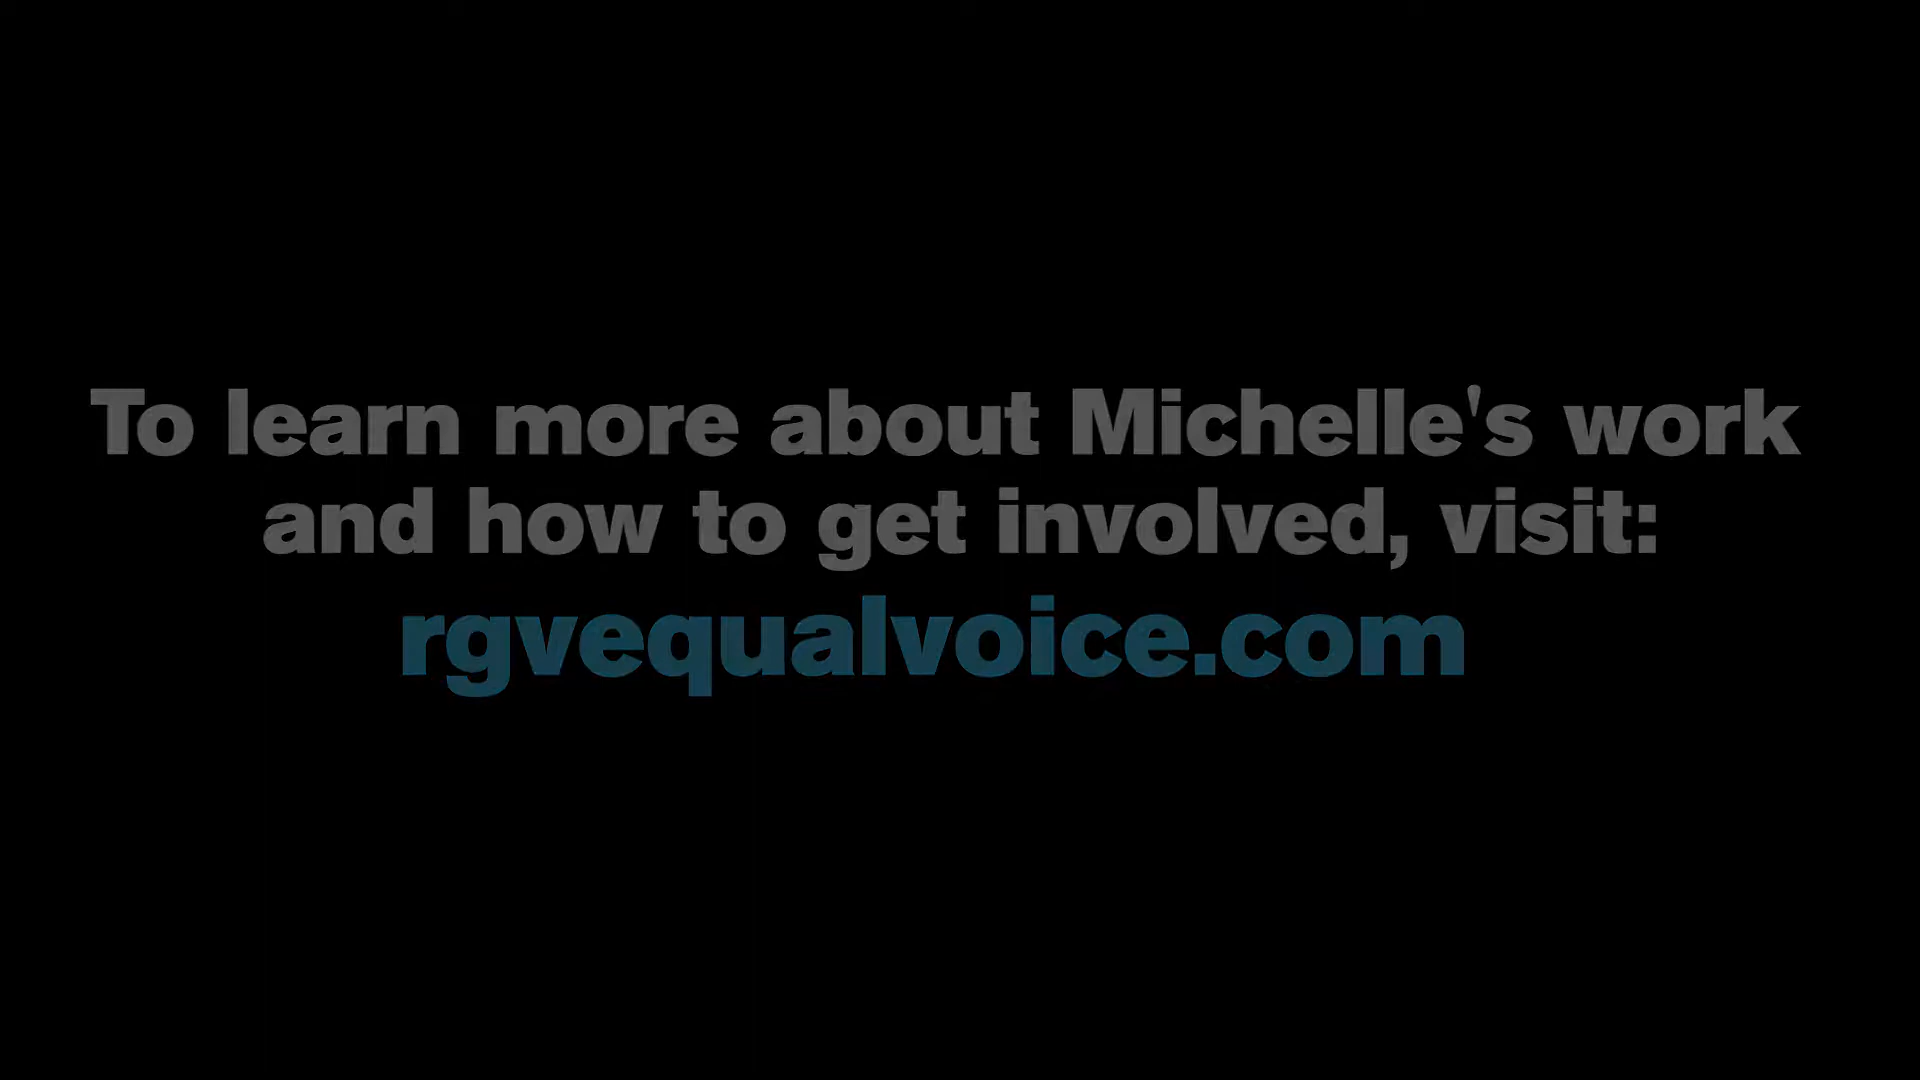 To learn more about Michelle's work
and how to get involved, visit:
rgvequalvoice.com